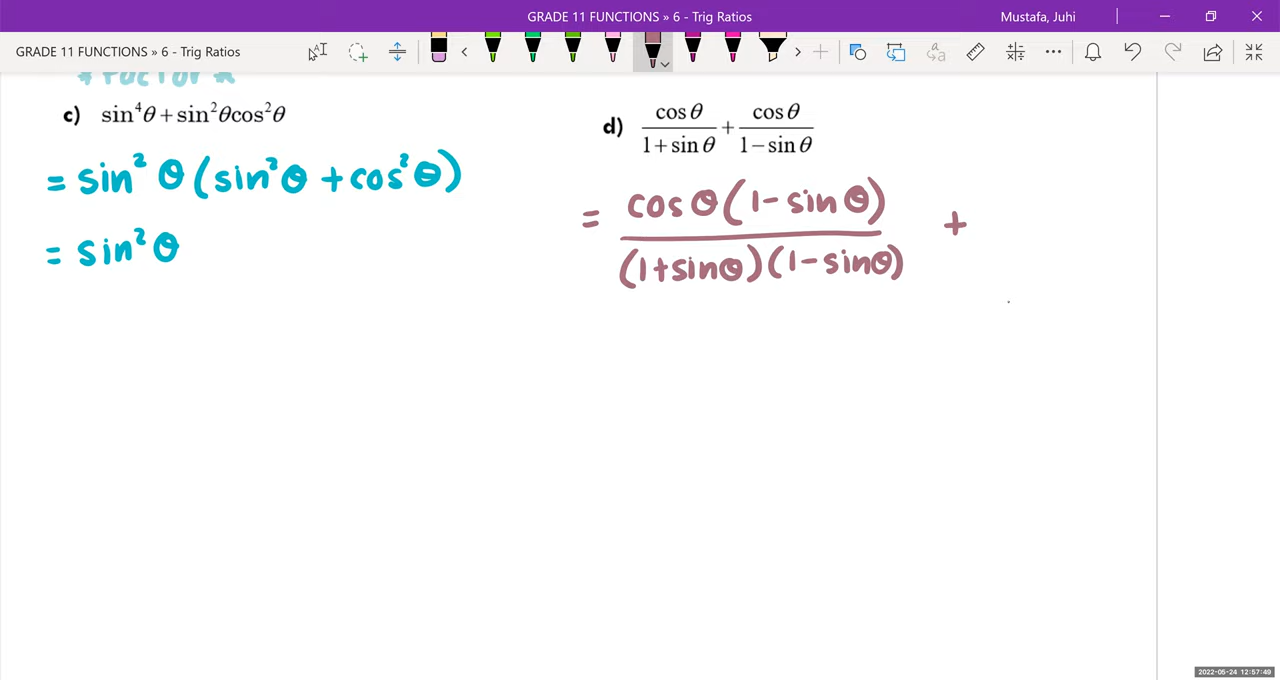 GRADE 11 FUNCTIONS » 6 - Trig Ratios
Mustafa, Juhi
GRADE 11 FUNCTIONS » 6 - Trig Ratios
* Factor *
c) sin⁴θ + sin²θcos²θ
= sin²θ(sin²θ + cos²θ)
= sin²θ
d) cosθ/(1 + sinθ) + cosθ/(1 − sinθ)
= cosθ(1 − sinθ)/(1+sinθ)(1 − sinθ) +
2022-05-24 12:57:49